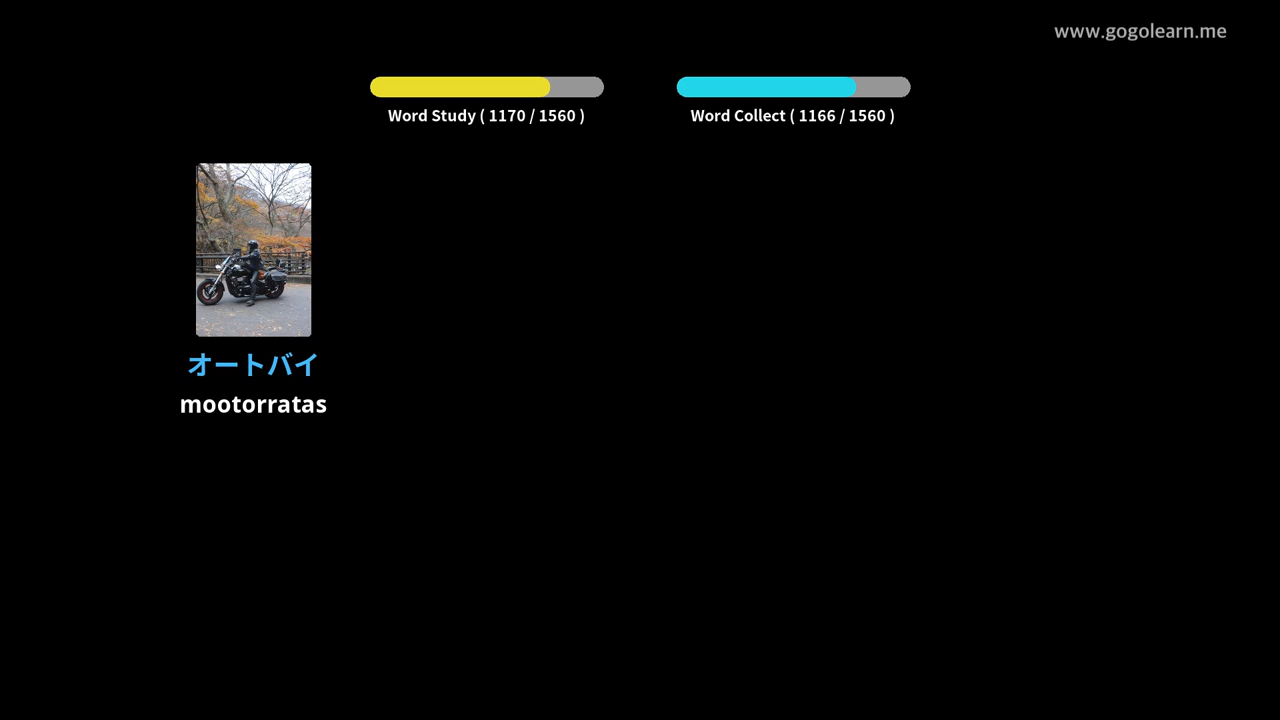 www.gogolearn.me
Word Study ( 1170 / 1560 )
Word Collect ( 1166 / 1560 )
オートバイ
mootorratas